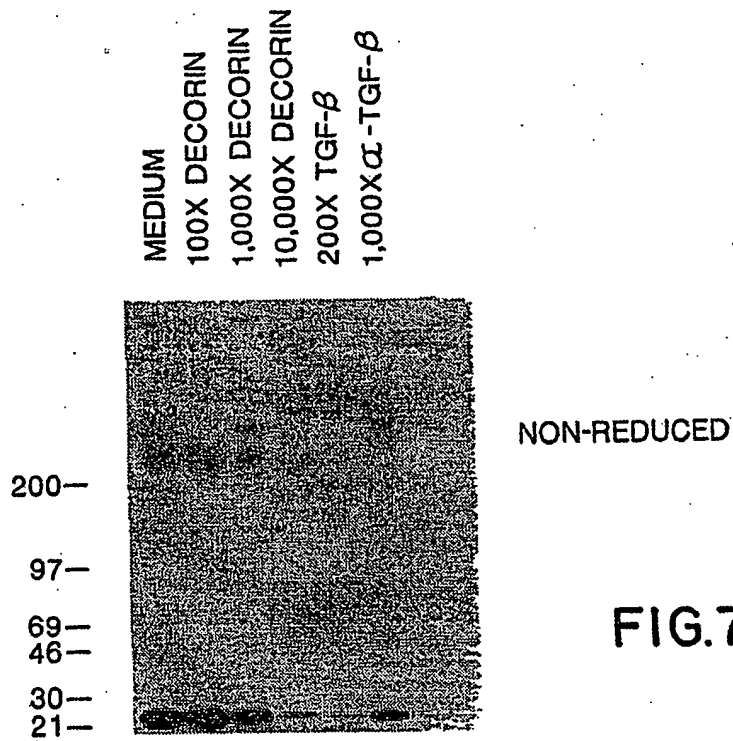 MEDIUM
100X DECORIN
1,000X DECORIN
10,000X DECORIN
200X TGF-β
1,000Xα-TGF-β
NON-REDUCED
200—
97—
69—
46—
30—
21—
FIG.7